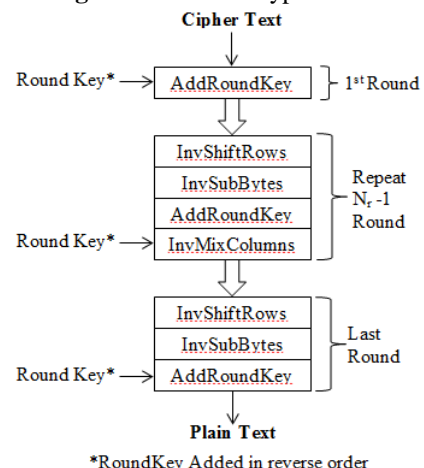 Cipher Text
Round Key*
AddRoundKey
1st Round
InvShiftRows
InvSubBytes
AddRoundKey
Round Key*
InvMixColumns
Repeat
Nr -1
Round
InvShiftRows
InvSubBytes
Round Key*
AddRoundKey
Last
Round
Plain Text
*RoundKey Added in reverse order